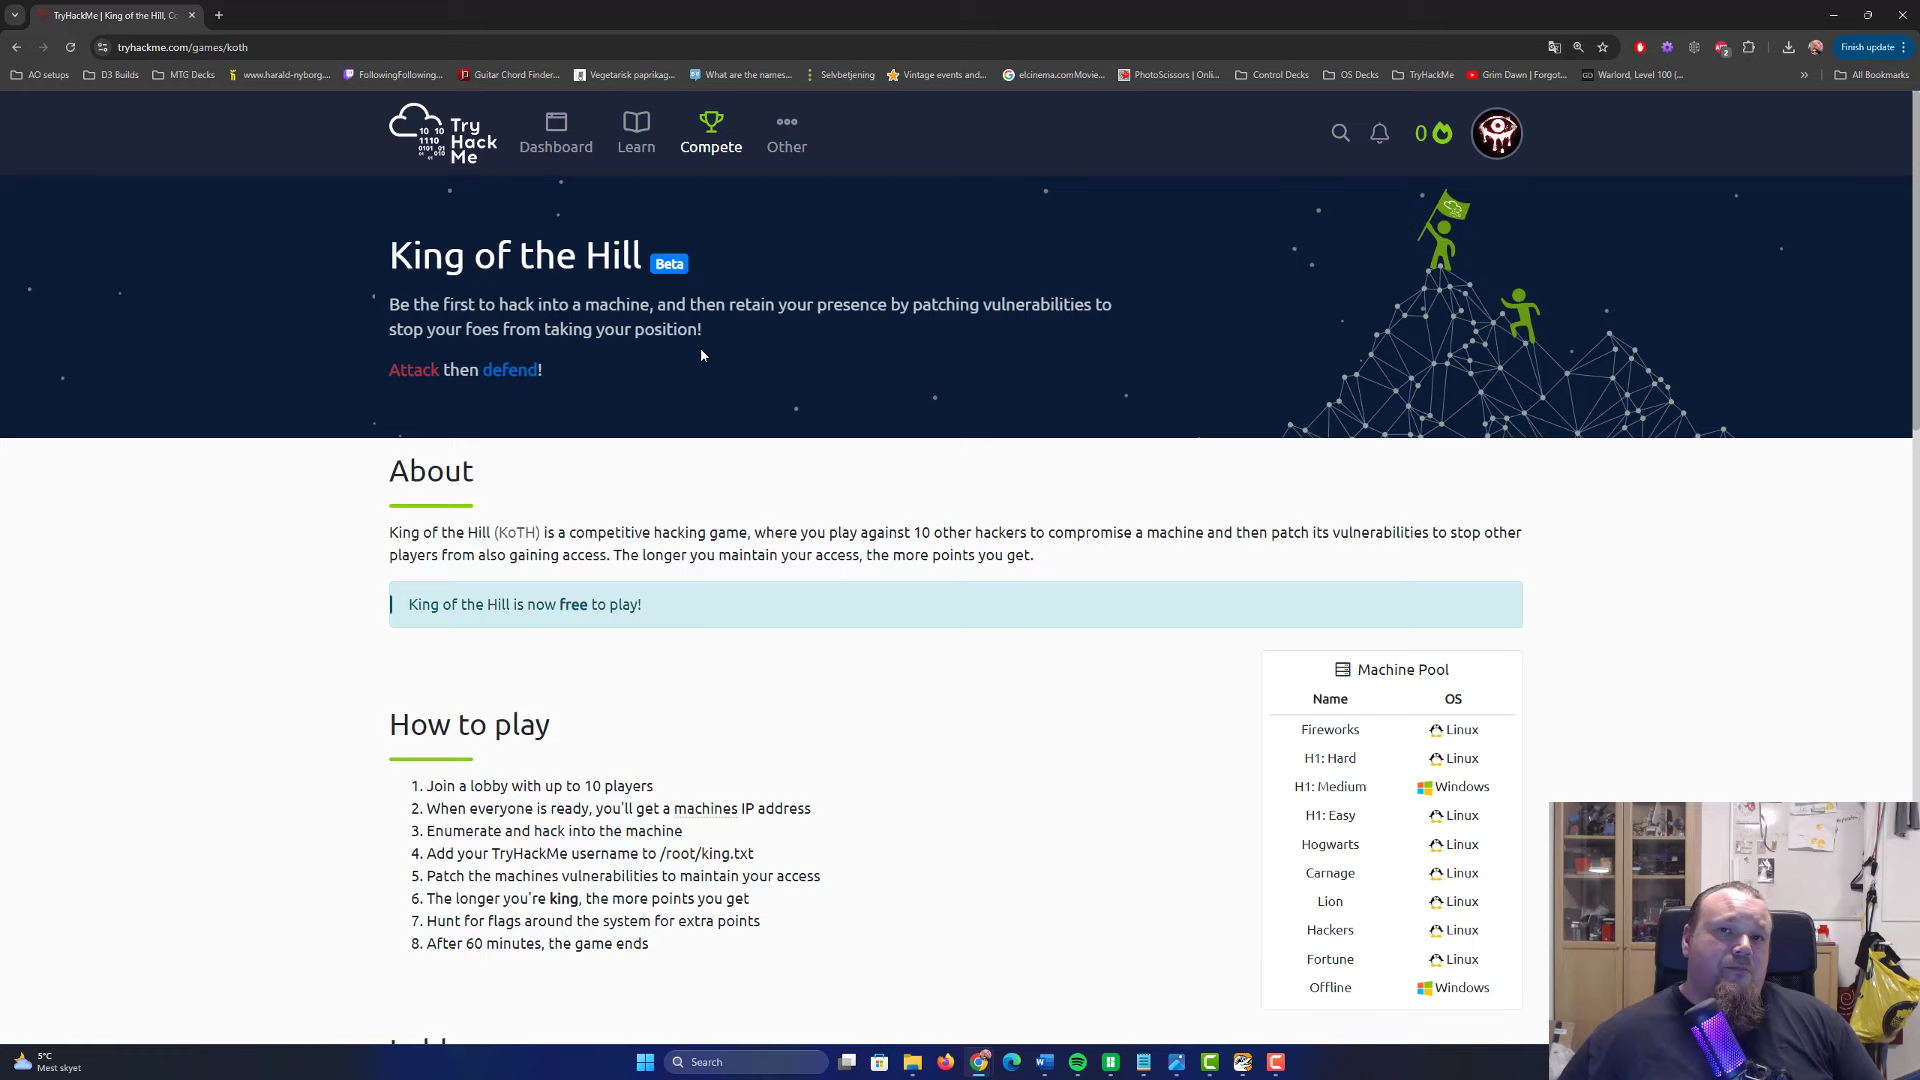 TryHackMe | King of the Hill, Co
tryhackme.com/games/koth
Finish update
AO setups
D3 Builds
MTG Decks
www.harald-nyborg....
FollowingFollowing...
Guitar Chord Finder...
Vegetarisk paprikag...
What are the names...
Selvbetjening
Vintage events and...
elcinema.comMovie...
PhotoScissors | Onli...
Control Decks
OS Decks
TryHackMe
Grim Dawn | Forgot...
Warlord, Level 100 (...
All Bookmarks
Try
Hack
Me
Dashboard
Learn
Compete
Other
0
King of the Hill Beta
Be the first to hack into a machine, and then retain your presence by patching vulnerabilities to
stop your foes from taking your position!
Attack then defend!
About
King of the Hill (KoTH) is a competitive hacking game, where you play against 10 other hackers to compromise a machine and then patch its vulnerabilities to stop other
players from also gaining access. The longer you maintain your access, the more points you get.
King of the Hill is now free to play!
How to play
1. Join a lobby with up to 10 players
2. When everyone is ready, you'll get a machines IP address
3. Enumerate and hack into the machine
4. Add your TryHackMe username to /root/king.txt
5. Patch the machines vulnerabilities to maintain your access
6. The longer you're king, the more points you get
7. Hunt for flags around the system for extra points
8. After 60 minutes, the game ends
Machine Pool
Name OS
Fireworks Linux
H1: Hard Linux
H1: Medium Windows
H1: Easy Linux
Hogwarts Linux
Carnage Linux
Lion Linux
Hackers Linux
Fortune Linux
Offline Windows
5°C
Mest skyet
Search